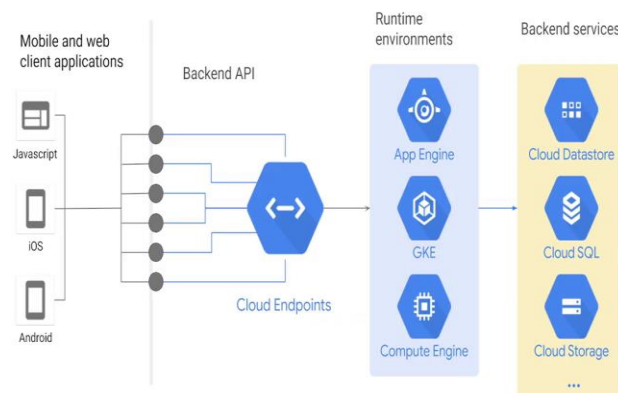 Mobile and web
client applications
Javascript
iOS
Android
Backend API
Cloud Endpoints
Runtime
environments
App Engine
GKE
Compute Engine
Backend services
Cloud Datastore
Cloud SQL
Cloud Storage
...